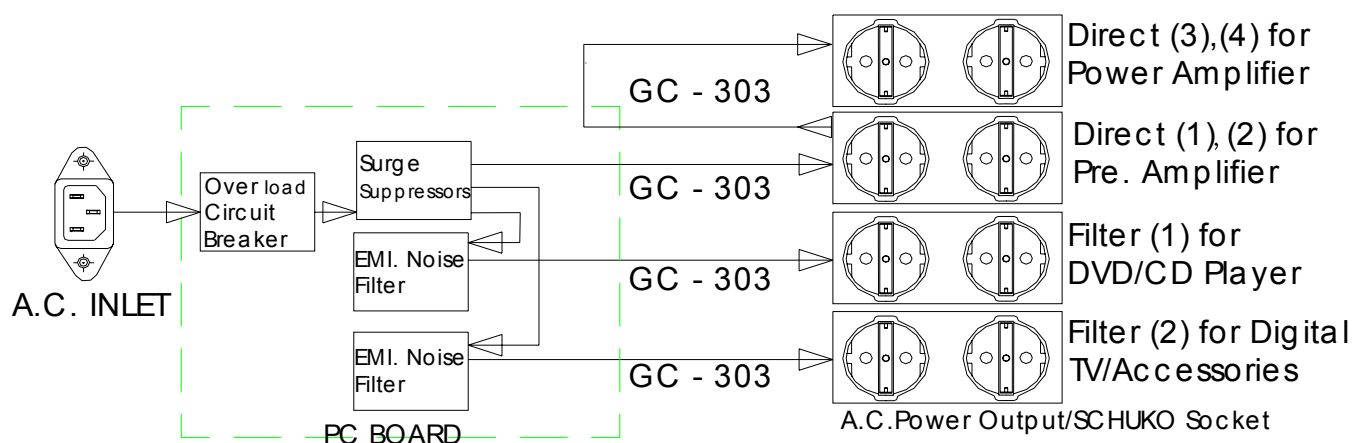 A.C. INLET
Over load
Circuit
Breaker
Surge
Suppressors
EMI. Noise
Filter
EMI. Noise
Filter
PC BOARD
GC - 303
GC - 303
GC - 303
GC - 303
Direct (3),(4) for
Power Amplifier
Direct (1),(2) for
Pre. Amplifier
Filter (1) for
DVD/CD Player
Filter (2) for Digital
TV/Accessories
A.C.Power Output/SCHUKO Socket